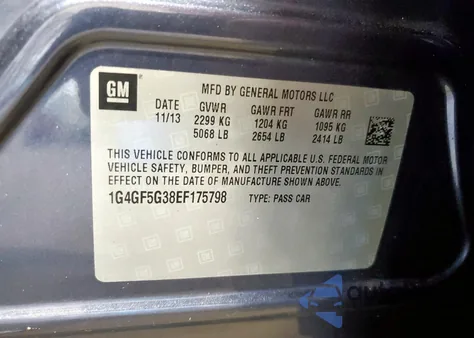 GM
MFD BY GENERAL MOTORS LLC
DATE GVWR GAWR FRT GAWR RR
11/13 2299 KG 1204 KG 1095 KG
5068 LB 2654 LB 2414 LB
THIS VEHICLE CONFORMS TO ALL APPLICABLE U.S. FEDERAL MOTOR
VEHICLE SAFETY, BUMPER, AND THEFT PREVENTION STANDARDS IN
EFFECT ON THE DATE OF MANUFACTURE SHOWN ABOVE.
1G4GF5G38EF175798 TYPE: PASS CAR